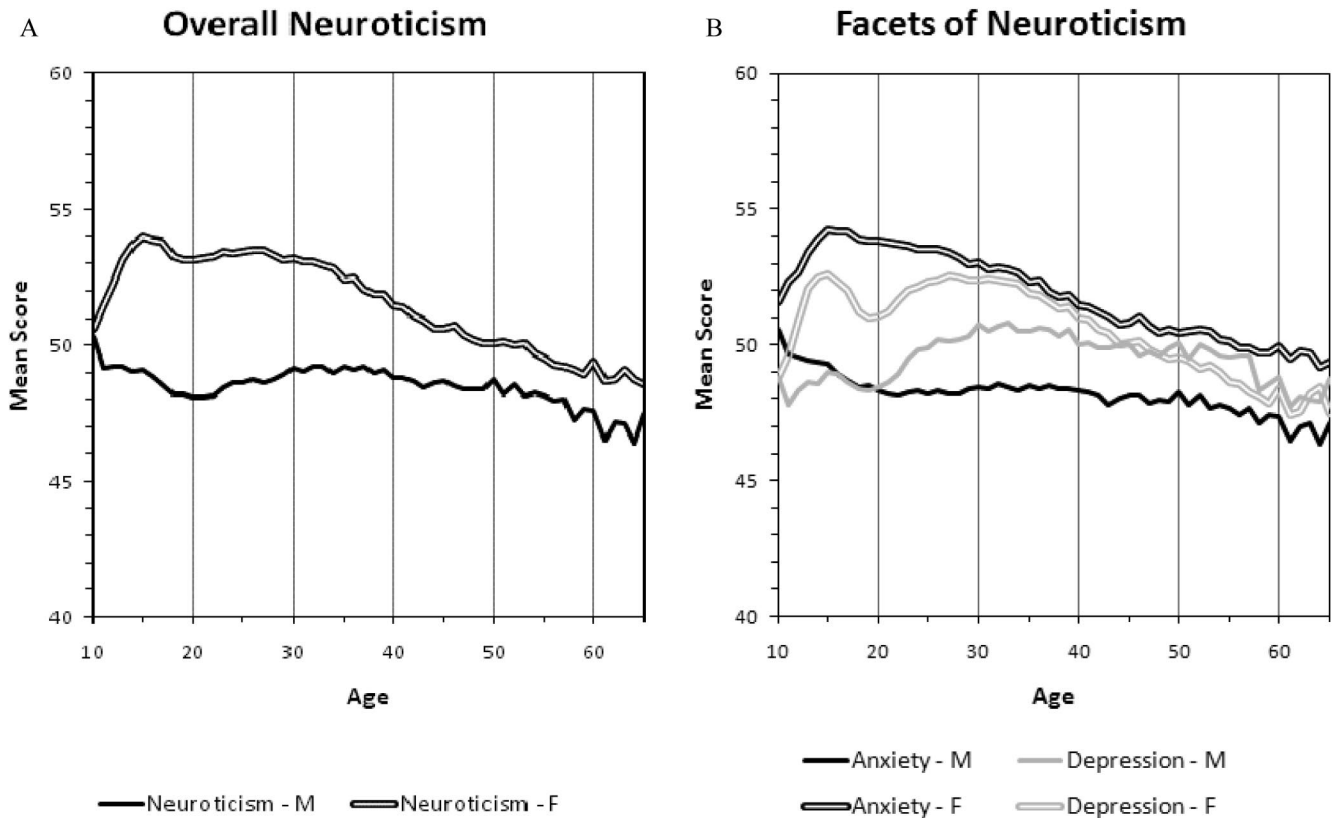 A
Overall Neuroticism
Mean Score
60
55
50
45
40
10 20 30 40 50 60
Age
Neuroticism - M Neuroticism - F
B
Facets of Neuroticism
Mean Score
60
55
50
45
40
10 20 30 40 50 60
Age
Anxiety - M Depression - M
Anxiety - F Depression - F